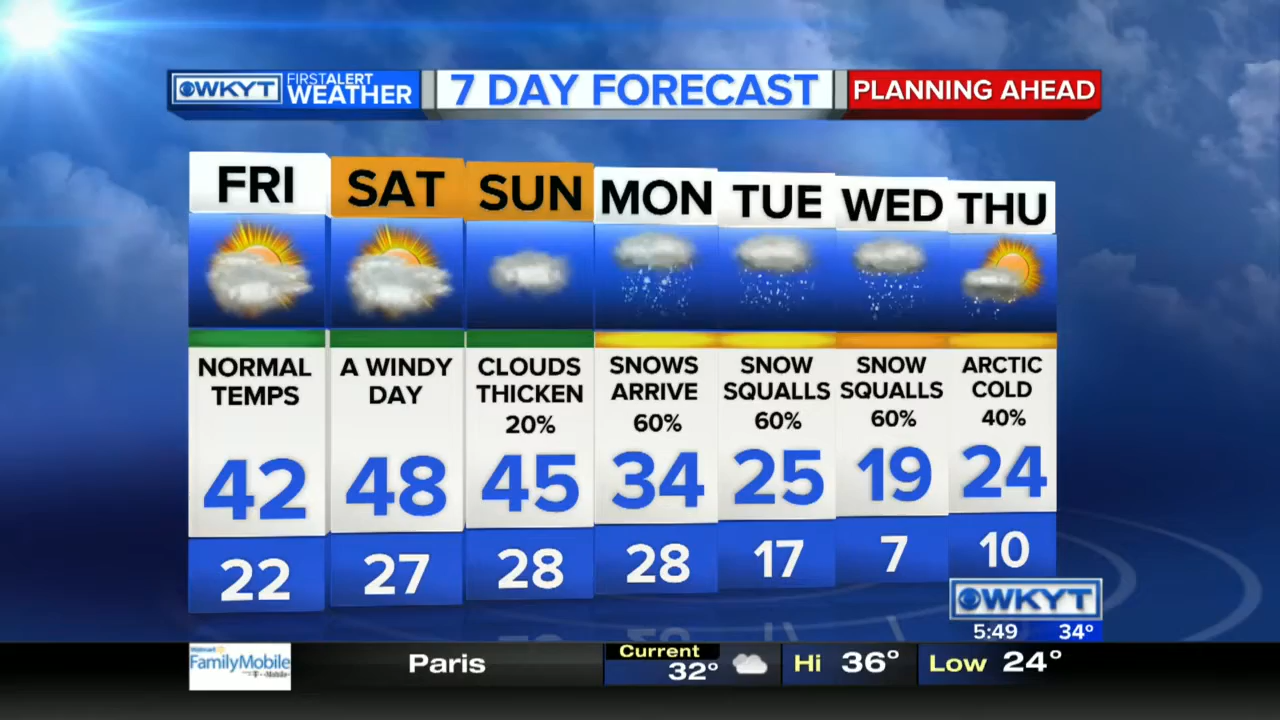 WKYT FIRST ALERT WEATHER 7 DAY FORECAST PLANNING AHEAD
FRI SAT SUN MON TUE WED THU
NORMAL TEMPS
42
22
A WINDY DAY
48
27
CLOUDS THICKEN
20%
45
28
SNOWS ARRIVE
60%
34
28
SNOW SQUALLS
60%
25
17
SNOW SQUALLS
60%
19
7
ARCTIC COLD
40%
24
10
WKYT
5:49 34°
Walmart
FamilyMobile
T-Mobile
Paris
Current
32°
Hi 36°
Low 24°